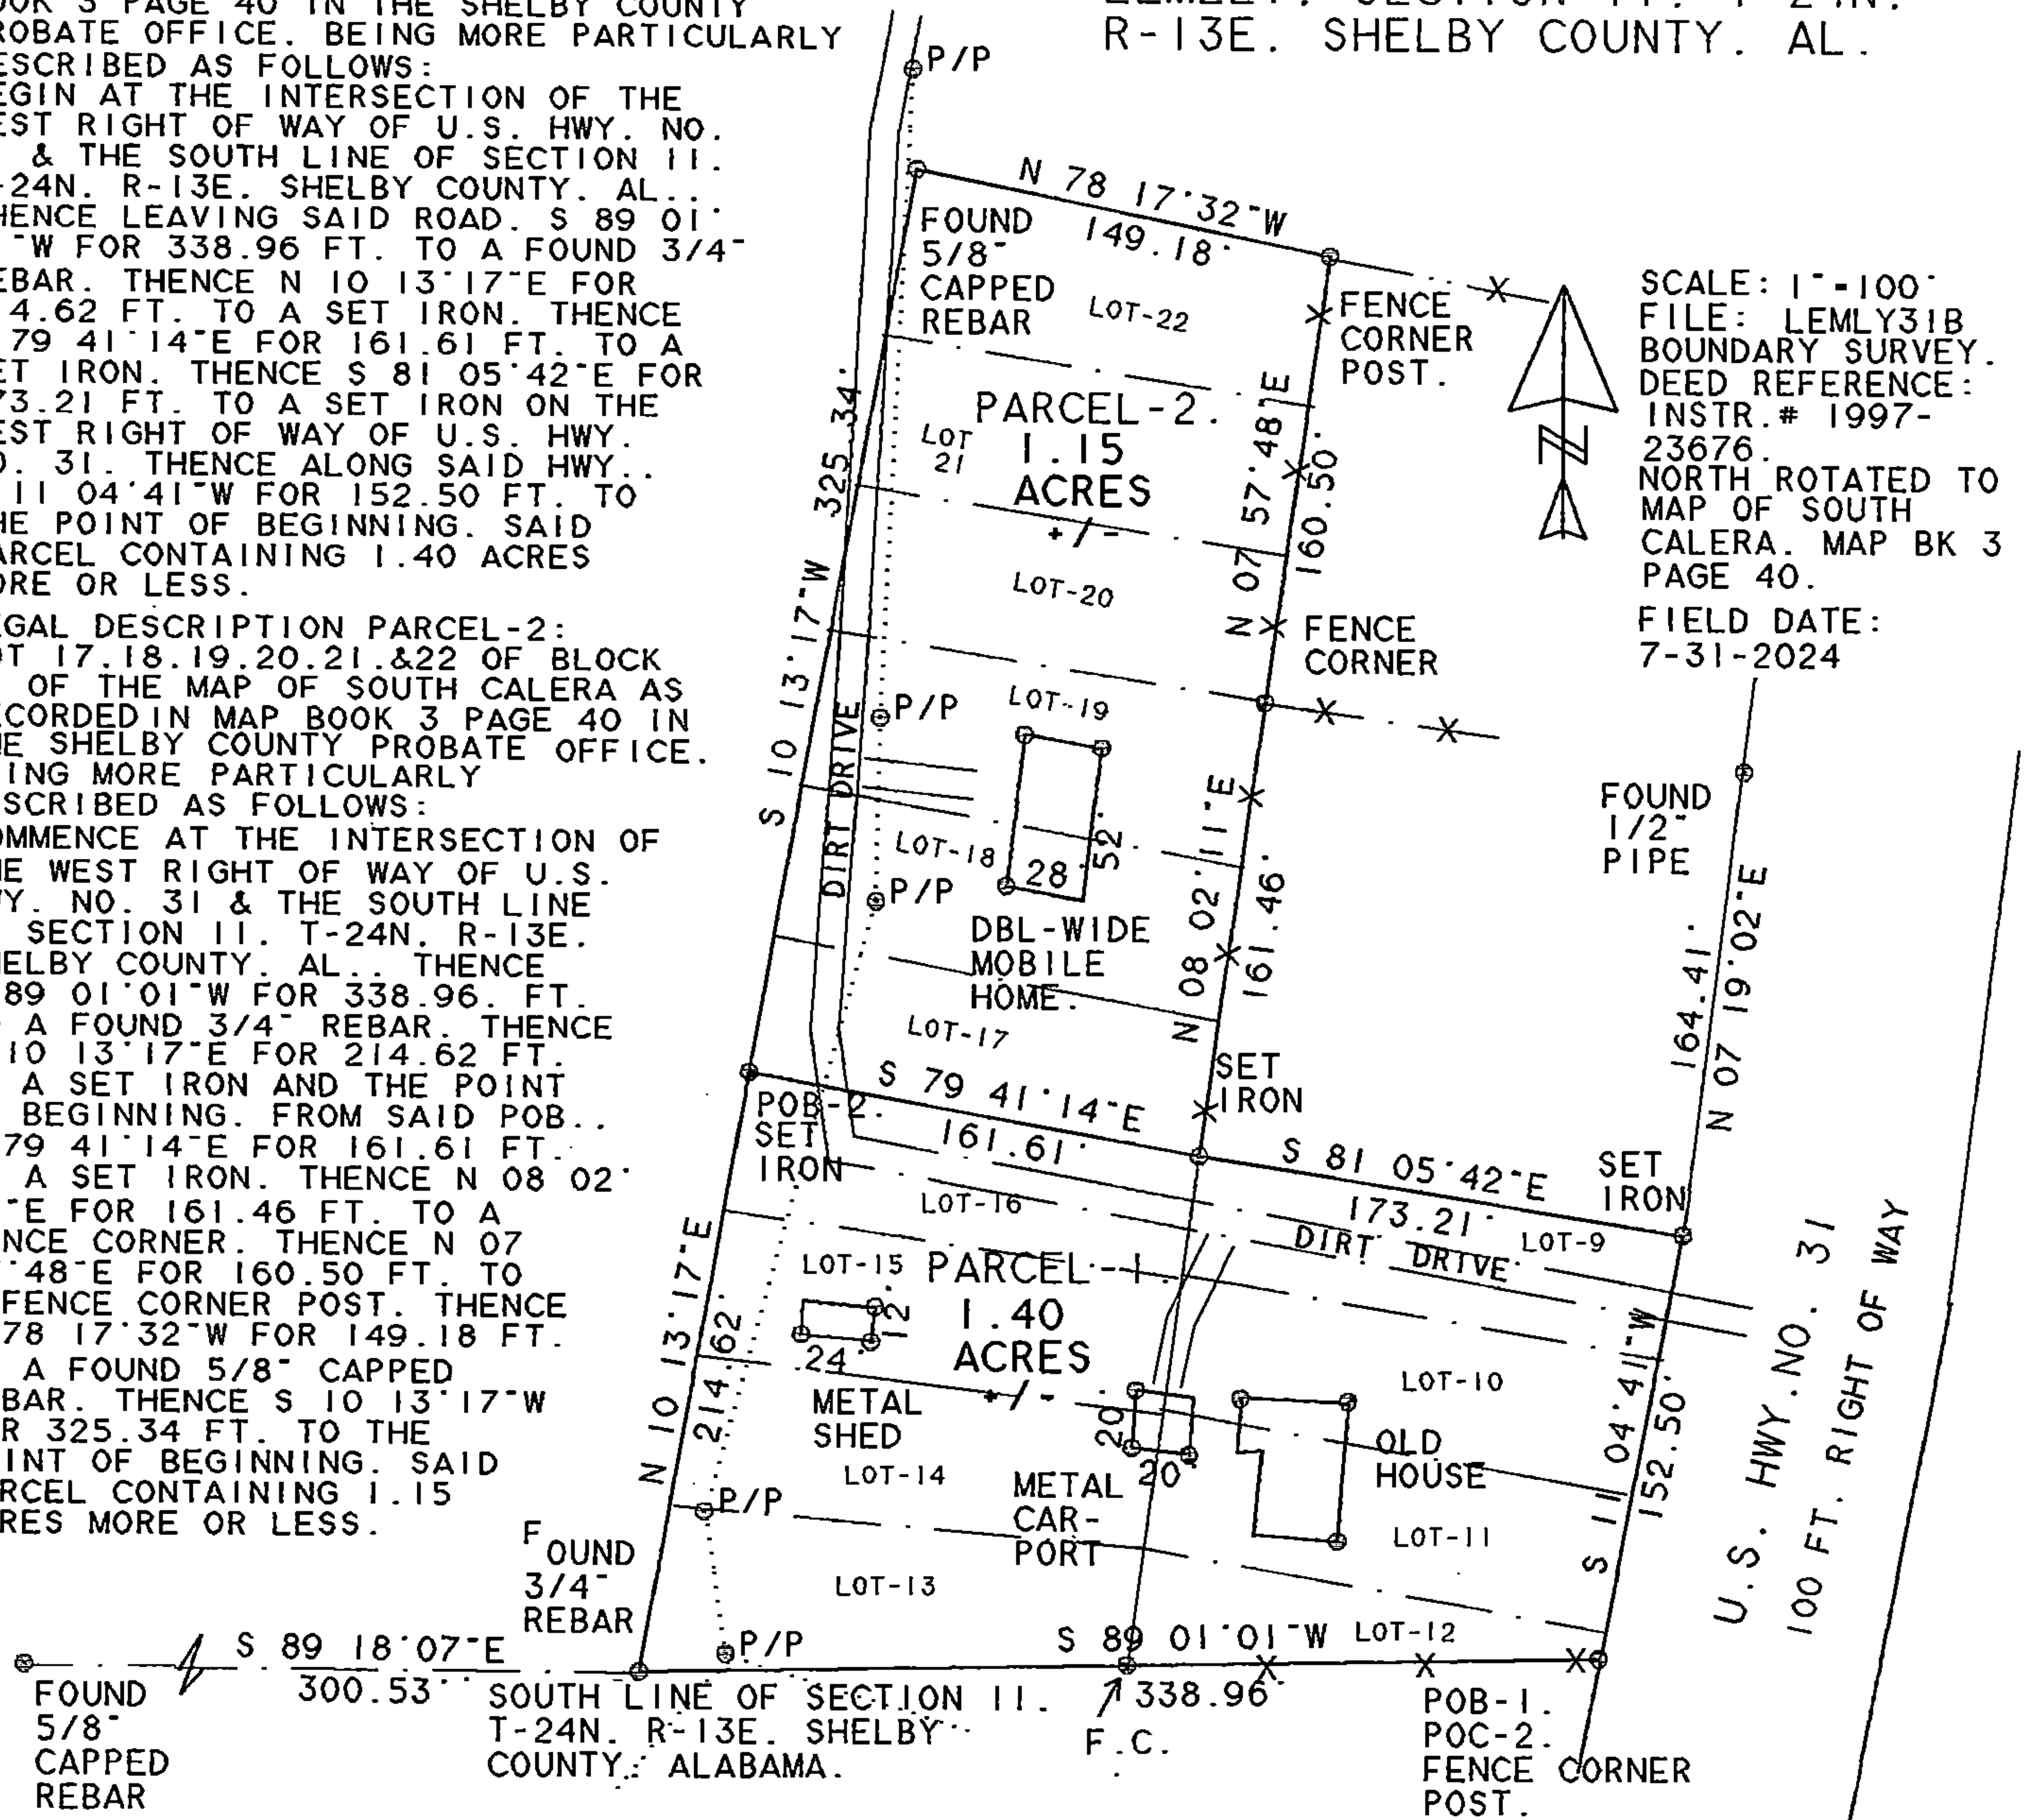 OOK 3 PAGE 40 IN THE SHELBY COUNTY
ROBATE OFFICE. BEING MORE PARTICULARLY
ESCRIBED AS FOLLOWS:
EGIN AT THE INTERSECTION OF THE
EST RIGHT OF WAY OF U.S. HWY. NO.
& THE SOUTH LINE OF SECTION 11.
-24N. R-13E. SHELBY COUNTY. AL..
HENCE LEAVING SAID ROAD. S 89 01'
"W FOR 338.96 FT. TO A FOUND 3/4"
EBAR. THENCE N 10 13'17"E FOR
4.62 FT. TO A SET IRON. THENCE
79 41'14"E FOR 161.61 FT. TO A
ET IRON. THENCE S 81 05'42"E FOR
73.21 FT. TO A SET IRON ON THE
EST RIGHT OF WAY OF U.S. HWY.
O. 31. THENCE ALONG SAID HWY..
11 04'41"W FOR 152.50 FT. TO
HE POINT OF BEGINNING. SAID
ARCEL CONTAINING 1.40 ACRES
ORE OR LESS.
EGAL DESCRIPTION PARCEL-2:
OT 17.18.19.20.21.&22 OF BLOCK
OF THE MAP OF SOUTH CALERA AS
ECORDED IN MAP BOOK 3 PAGE 40 IN
HE SHELBY COUNTY PROBATE OFFICE.
ING MORE PARTICULARLY
SCRIBED AS FOLLOWS:
OMMENCE AT THE INTERSECTION OF
HE WEST RIGHT OF WAY OF U.S.
WY. NO. 31 & THE SOUTH LINE
SECTION 11. T-24N. R-13E.
HELBY COUNTY. AL.. THENCE
89 01'01"W FOR 338.96. FT.
A FOUND 3/4" REBAR. THENCE
10 13'17"E FOR 214.62 FT.
A SET IRON AND THE POINT
BEGINNING. FROM SAID POB..
79 41'14"E FOR 161.61 FT.
A SET IRON. THENCE N 08 02'
"E FOR 161.46 FT. TO A
NCE CORNER. THENCE N 07
'48"E FOR 160.50 FT. TO
FENCE CORNER POST. THENCE
78 17'32"W FOR 149.18 FT.
A FOUND 5/8" CAPPED
BAR. THENCE S 10 13'17"W
R 325.34 FT. TO THE
INT OF BEGINNING. SAID
RCEL CONTAINING 1.15
RES MORE OR LESS.
LEMLEY. SECTION 11. T-24N.
R-13E. SHELBY COUNTY. AL.
P/P
N 78 17'32"W
149.18'
FOUND
5/8"
CAPPED
REBAR
LOT-22
FENCE
CORNER
POST.
SCALE: 1"=100'
FILE: LEMLY31B
BOUNDARY SURVEY.
DEED REFERENCE:
INSTR.# 1997-
23676.
NORTH ROTATED TO
MAP OF SOUTH
CALERA. MAP BK 3
PAGE 40.
FIELD DATE:
7-31-2024
N
PARCEL-2.
1.15
ACRES
+/-
LOT
21
LOT-20
N 07 57'48"E
160.50'
S 10 13'17"W 325.34'
FENCE
CORNER
P/P
LOT-19
DIRT DRIVE
LOT-18
28'
52'
P/P
DBL-WIDE
MOBILE
HOME.
N 08 02'11"E
161.46'
LOT-17
FOUND
1/2"
PIPE
164.41'
N 07 19'02"E
S 79 41'14"E
161.61'
SET
IRON
POB-2.
SET
IRON
S 81 05'42"E
173.21'
SET
IRON
LOT-16
DIRT DRIVE
LOT-9
LOT-15
PARCEL-1.
1.40
ACRES
+/-
12'
24'
METAL
SHED
N 10 13'17"E
214.62'
LOT-10
20'
20'
OLD
HOUSE
METAL
CAR-
PORT
LOT-14
P/P
LOT-11
S 11 04'41"W
152.50'
U.S. HWY. NO. 31
100 FT. RIGHT OF WAY
FOUND
3/4"
REBAR
LOT-13
P/P
S 89 01'01"W
LOT-12
338.96'
S 89 18'07"E
300.53'
FOUND
5/8"
CAPPED
REBAR
SOUTH LINE OF SECTION 11.
T-24N. R-13E. SHELBY
COUNTY. ALABAMA.
F.C.
POB-1.
POC-2.
FENCE CORNER
POST.